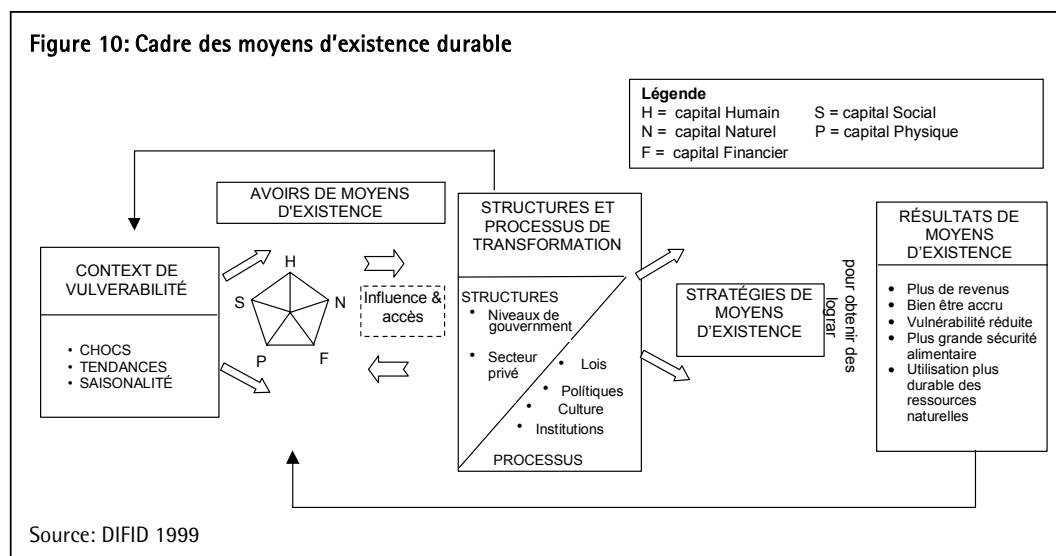 Figure 10: Cadre des moyens d'existence durable
Légende
H = capital Humain S = capital Social
N = capital Naturel P = capital Physique
F = capital Financier
AVOIRS DE MOYENS
D'EXISTENCE
STRUCTURES ET
PROCESSUS DE
TRANSFORMATION
RÉSULTATS DE
MOYENS
D'EXISTENCE
CONTEXT DE
VULVERABILITÉ
• CHOCS
• TENDANCES
• SAISONALITÉ
H
S
N
P
F
Influence &
accès
STRUCTURES
• Niveaux de
gouvernment
• Secteur
privé
• Lois
• Polítiques
• Culture
• Institutions
PROCESSUS
STRATÉGIES DE
MOYENS
D'EXISTENCE
pour obtenir des
lograr
• Plus de revenus
• Bien être accru
• Vulnérabilité réduite
• Plus grande sécurité
alimentaire
• Utilisation plus
durable des
ressources
naturelles
Source: DIFID 1999